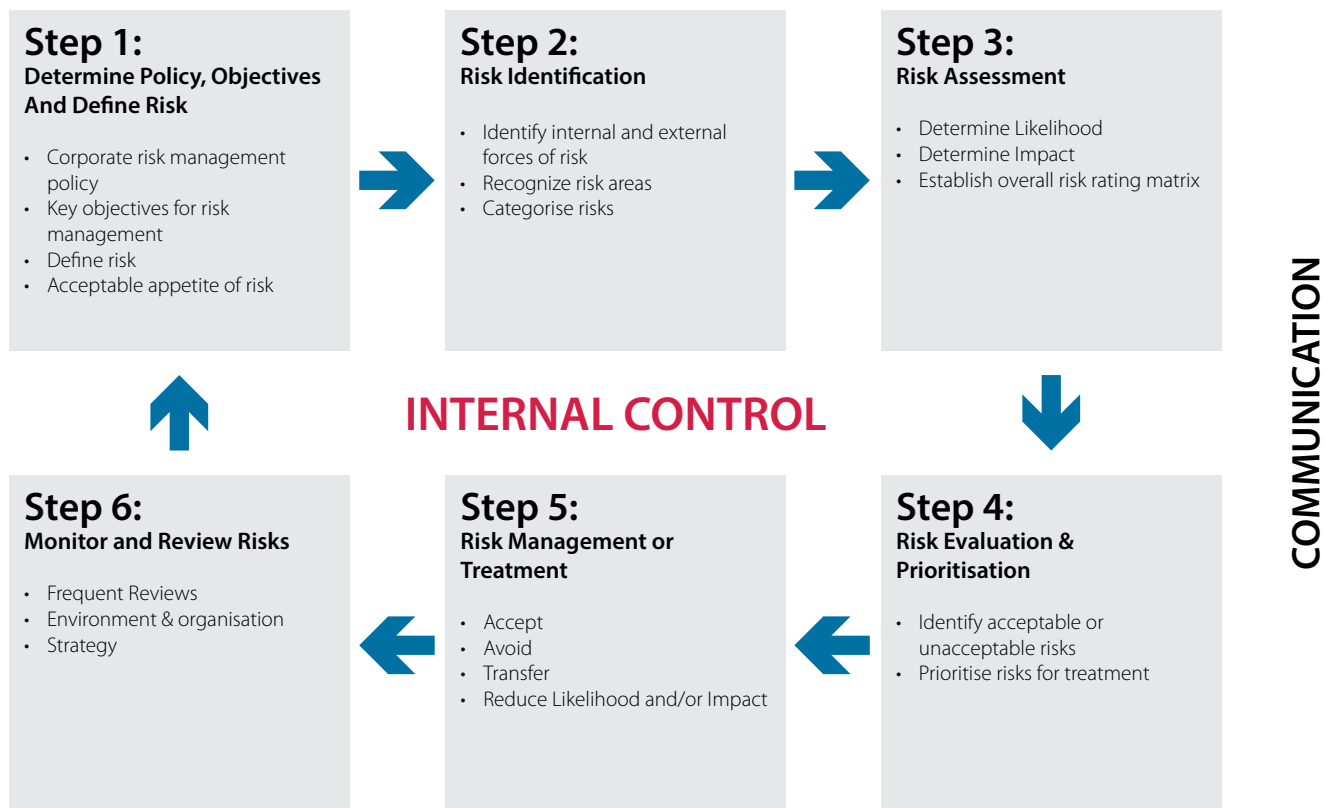 Step 1:
Determine Policy, Objectives
And Define Risk
• Corporate risk management
policy
• Key objectives for risk
management
• Define risk
• Acceptable appetite of risk
Step 2:
Risk Identification
• Identify internal and external
forces of risk
• Recognize risk areas
• Categorise risks
Step 3:
Risk Assessment
• Determine Likelihood
• Determine Impact
• Establish overall risk rating matrix
INTERNAL CONTROL
COMMUNICATION
Step 6:
Monitor and Review Risks
• Frequent Reviews
• Environment & organisation
• Strategy
Step 5:
Risk Management or
Treatment
• Accept
• Avoid
• Transfer
• Reduce Likelihood and/or Impact
Step 4:
Risk Evaluation &
Prioritisation
• Identify acceptable or
unacceptable risks
• Prioritise risks for treatment